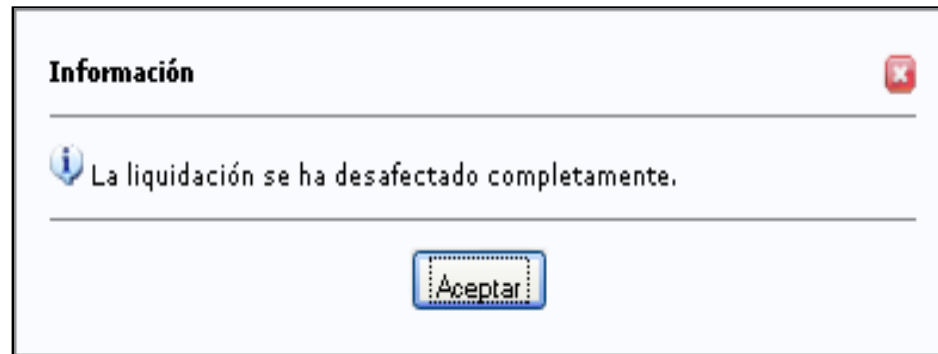 Información
La liquidación se ha desafectado completamente.
Aceptar